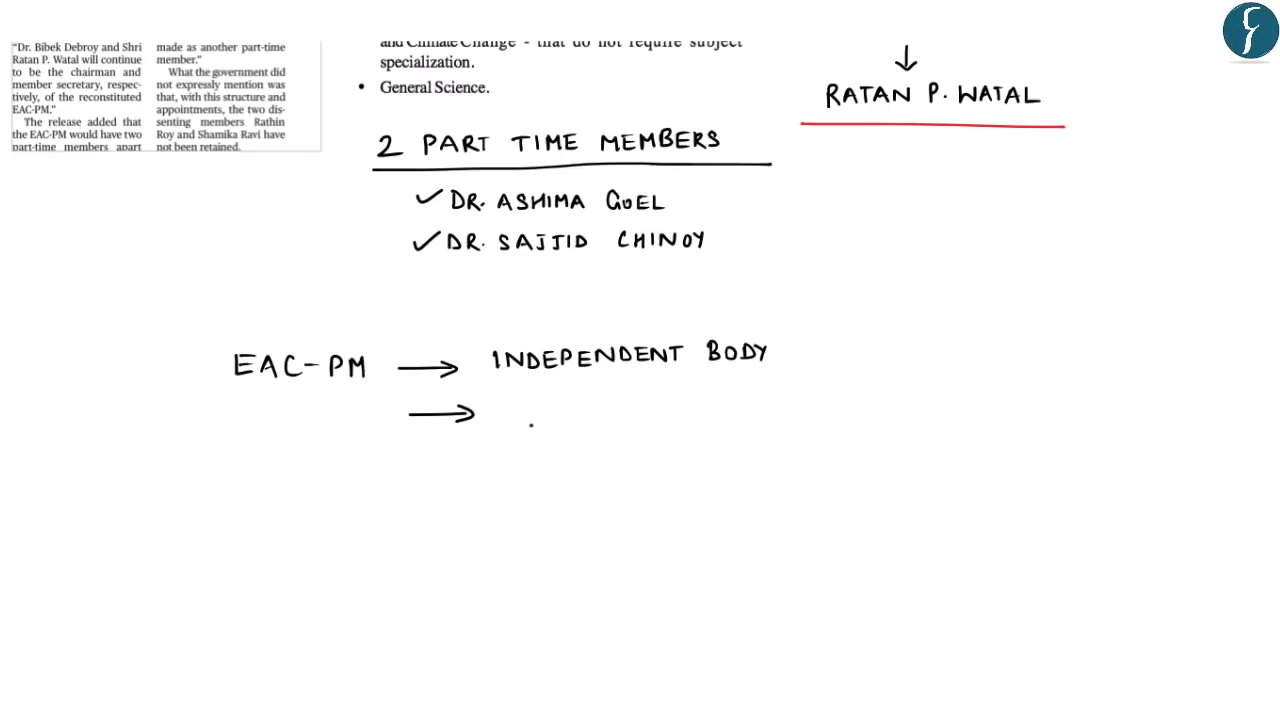 "Dr. Bibek Debroy and Shri
Ratan P. Watal will continue
to be the chairman and
member secretary, respec-
tively, of the reconstituted
EAC-PM."
The release added that
the EAC-PM would have two
part-time members apart
made as another part-time
member."
What the government did
not expressly mention was
that, with this structure and
appointments, the two dis-
senting members Rathin
Roy and Shamika Ravi have
not been retained.
and Climate Change - that do not require subject
specialization.
• General Science.
RATAN P. WATAL
2 PART TIME MEMBERS
DR. ASHIMA GOEL
DR. SAJJID CHINOY
EAC-PM → INDEPENDENT BODY
→